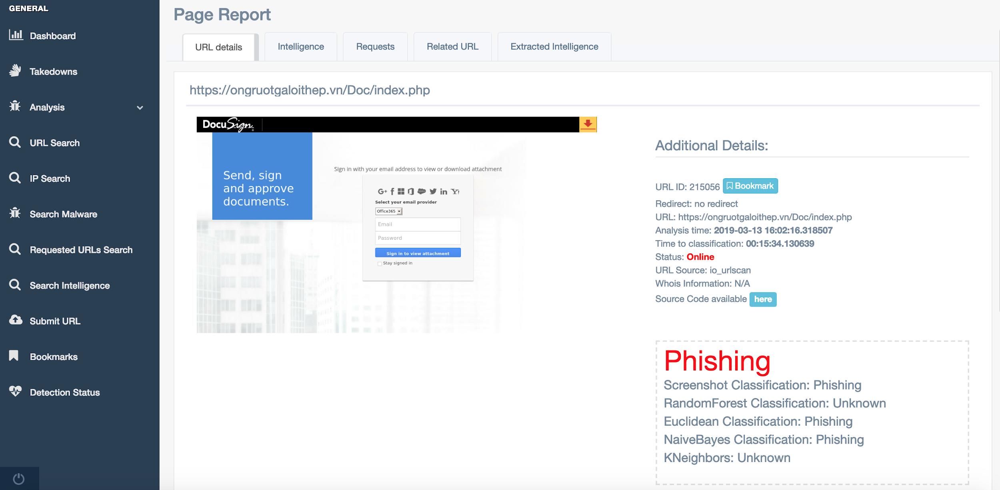 GENERAL
Dashboard
Takedowns
Analysis
URL Search
IP Search
Search Malware
Requested URLs Search
Search Intelligence
Submit URL
Bookmarks
Detection Status
Page Report
URL details
Intelligence
Requests
Related URL
Extracted Intelligence
https://ongruotgaloithep.vn/Doc/index.php
DocuSign
Send, sign
and approve
documents.
Sign in with your email address to view or download attachment
Select your email provider
Office365
Email
Password
Sign in to view attachment
Stay signed in
Additional Details:
URL ID: 215056 Bookmark
Redirect: no redirect
URL: https://ongruotgaloithep.vn/Doc/index.php
Analysis time: 2019-03-13 16:02:16.318507
Time to classification: 00:15:34.130639
Status: Online
URL Source: io_urlscan
Whois Information: N/A
Source Code available here
Phishing
Screenshot Classification: Phishing
RandomForest Classification: Unknown
Euclidean Classification: Phishing
NaiveBayes Classification: Phishing
KNeighbors: Unknown